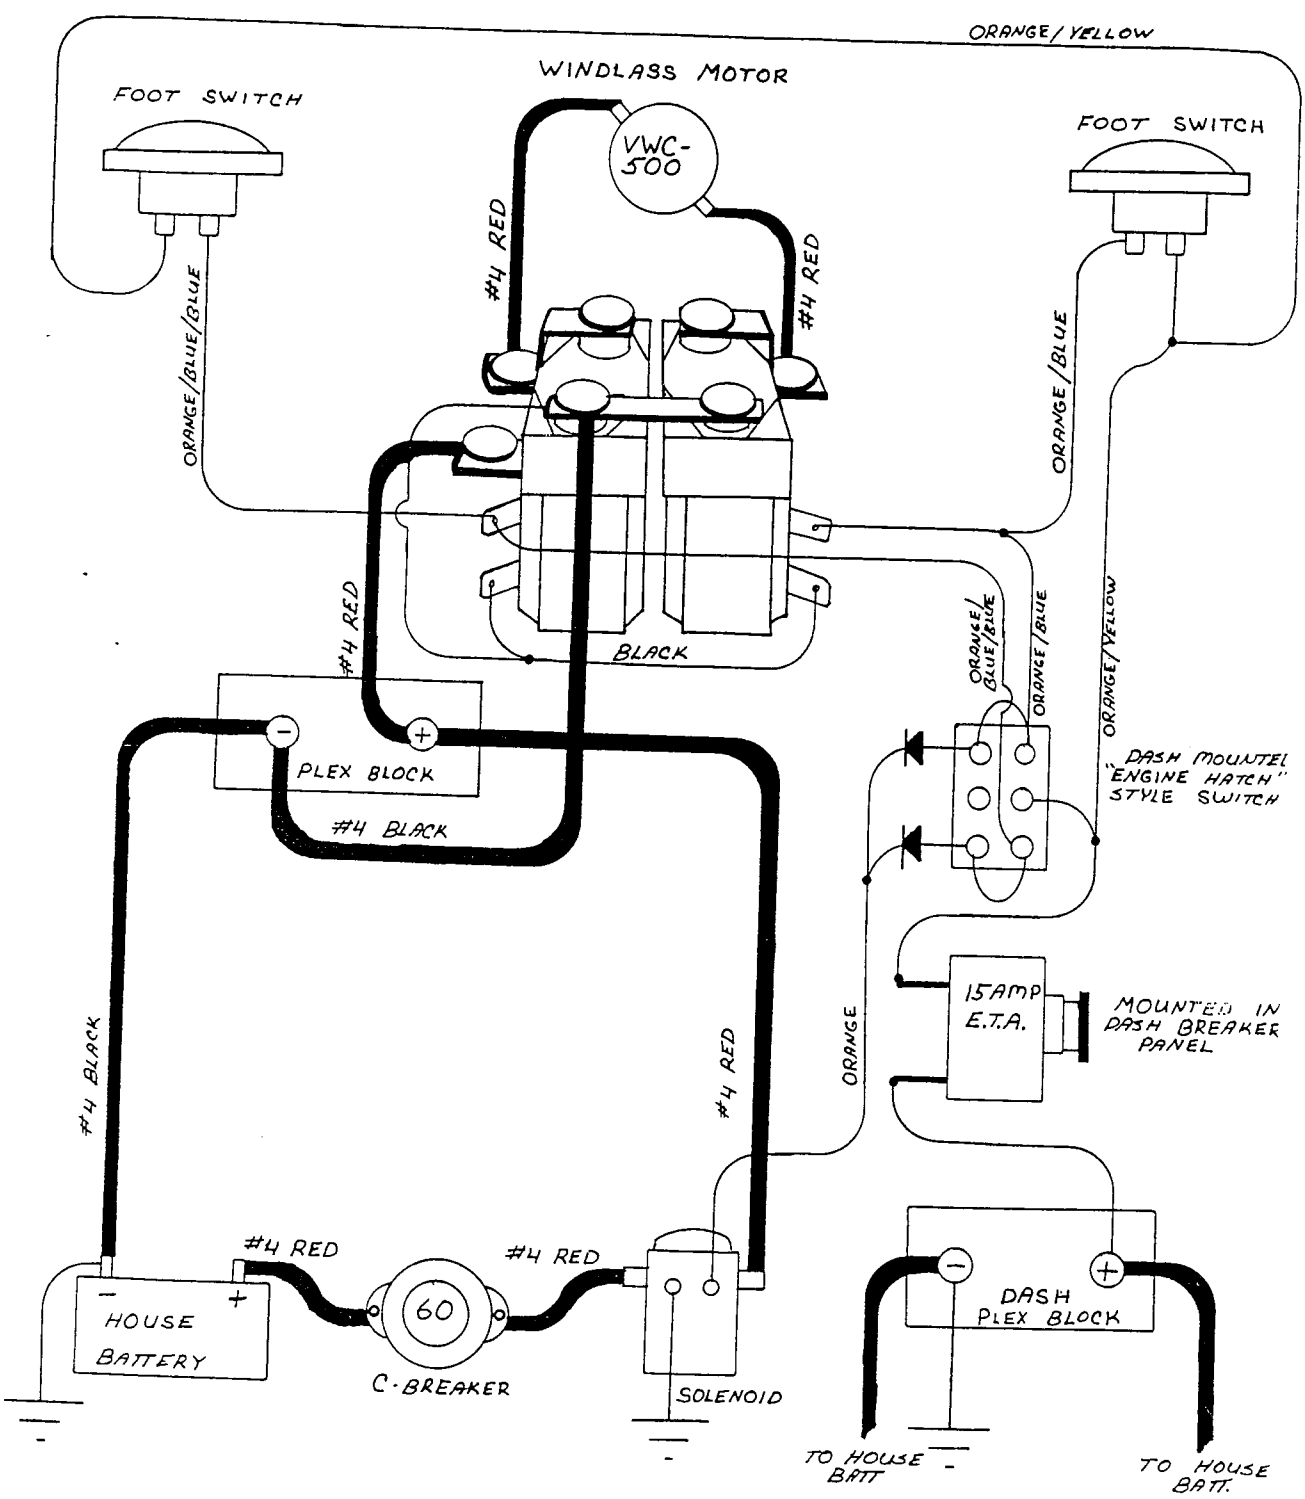 ORANGE/YELLOW
WINDLASS MOTOR
FOOT SWITCH
FOOT SWITCH
VWC-
500
#4 RED
#4 RED
ORANGE/BLUE/BLUE
ORANGE/BLUE
#4 RED
ORANGE/
BLUE/BLUE
ORANGE/BLUE
ORANGE/YELLOW
BLACK
-
+
PLEX BLOCK
DASH MOUNTEL
"ENGINE HATCH"
STYLE SWITCH
#4 BLACK
15AMP
E.T.A.
MOUNTED IN
DASH BREAKER
PANEL
#4 BLACK
#4 RED
ORANGE
#4 RED
#4 RED
-
+
HOUSE
BATTERY
60
C-BREAKER
SOLENOID
-
+
DASH
PLEX BLOCK
TO HOUSE
BATT
TO HOUSE
BATT.